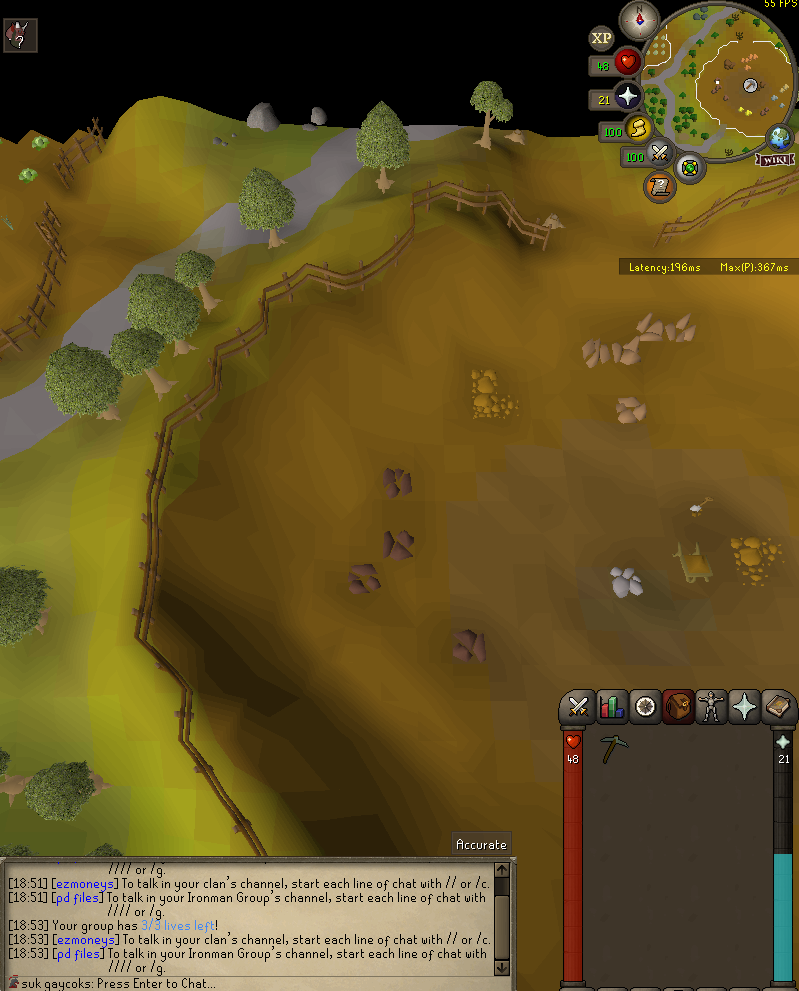 55 FPS
N
XP
48
21
100
100
WIKI
Latency:196ms Max(P):367ms
48
21
Accurate
//// or /g.
[18:51] [ezmoneys] To talk in your clan's channel, start each line of chat with // or /c.
[18:51] [pd files] To talk in your Ironman Group's channel, start each line of chat with
//// or /g.
[18:53] Your group has 3/3 lives left!
[18:53] [ezmoneys] To talk in your clan's channel, start each line of chat with // or /c.
[18:53] [pd files] To talk in your Ironman Group's channel, start each line of chat with
//// or /g.
suk gaycoks: Press Enter to Chat...